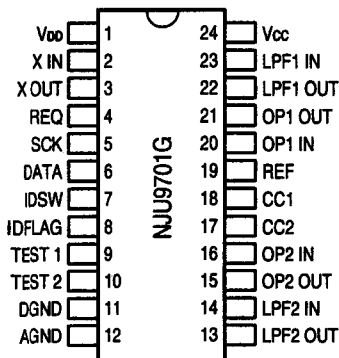 VDD 1 24 VCC
X IN 2 23 LPF1 IN
X OUT 3 22 LPF1 OUT
REQ 4 21 OP1 OUT
SCK 5 20 OP1 IN
DATA 6 19 REF
IDSW 7 18 CC1
IDFLAG 8 17 CC2
TEST 1 9 16 OP2 IN
TEST 2 10 15 OP2 OUT
DGND 11 14 LPF2 IN
AGND 12 13 LPF2 OUT
NJU9701G